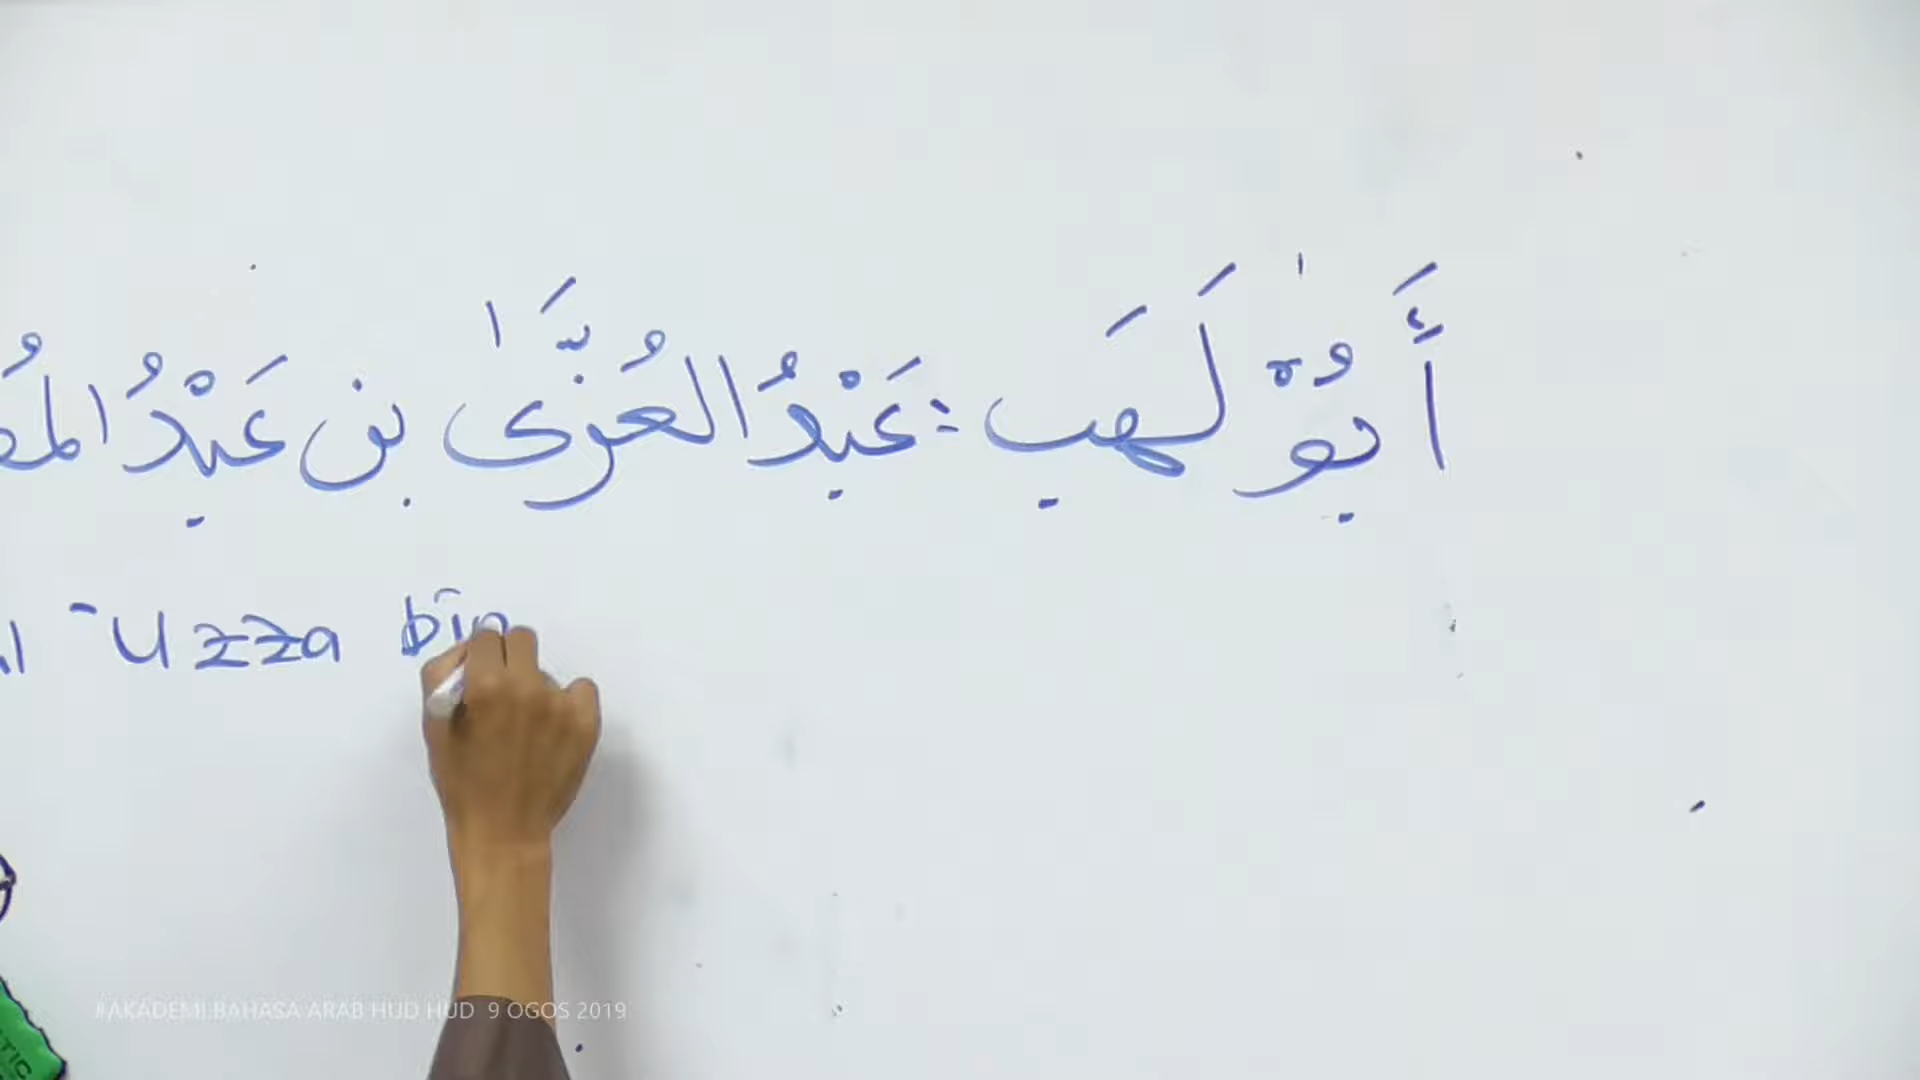 أَبُوْ لَهَب : عَبْدُ العُزَّى بن عَبْدُ
Uzza bin
#AKADEMI BAHASA ARAB HUD HUD 9 OGOS 2019